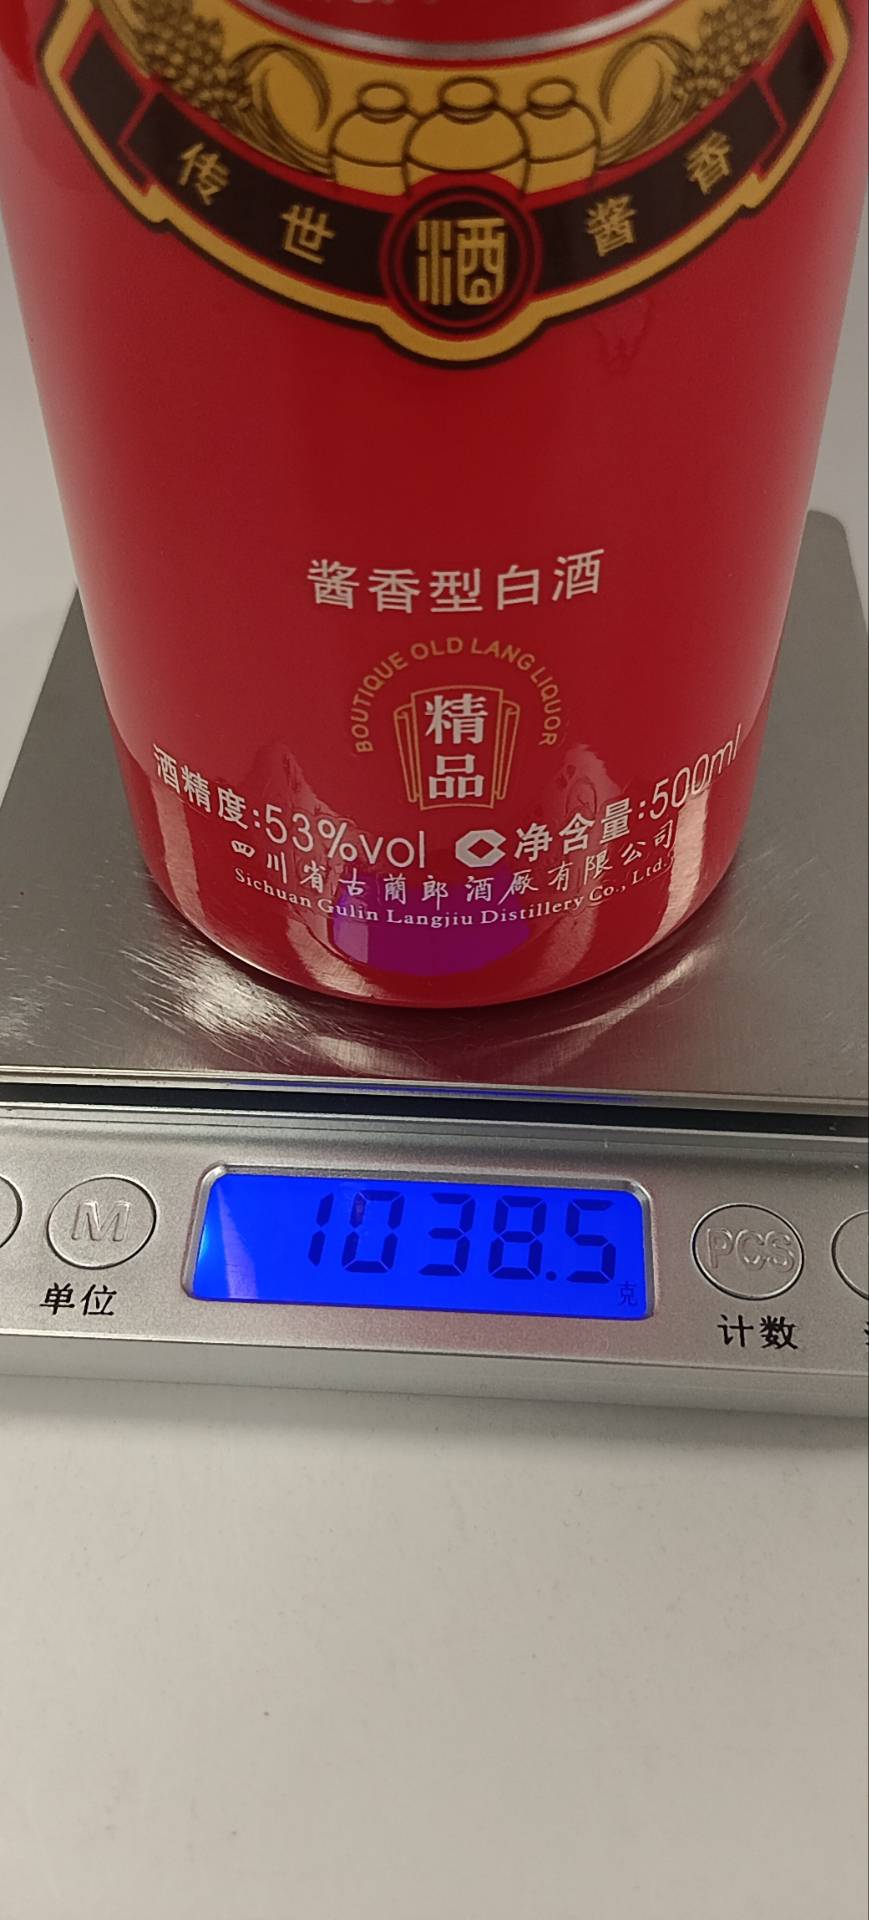 传世酒酱香
酱香型白酒
BOUTIQUE OLD LANG LIQUOR
精
品
酒精度:53%vol 净含量:500ml
四川省古蔺郎酒厰有限公司
Sichuan Gulin Langjiu Distillery Co., Ltd.
1038.5
克
M
PCS
单位
计数